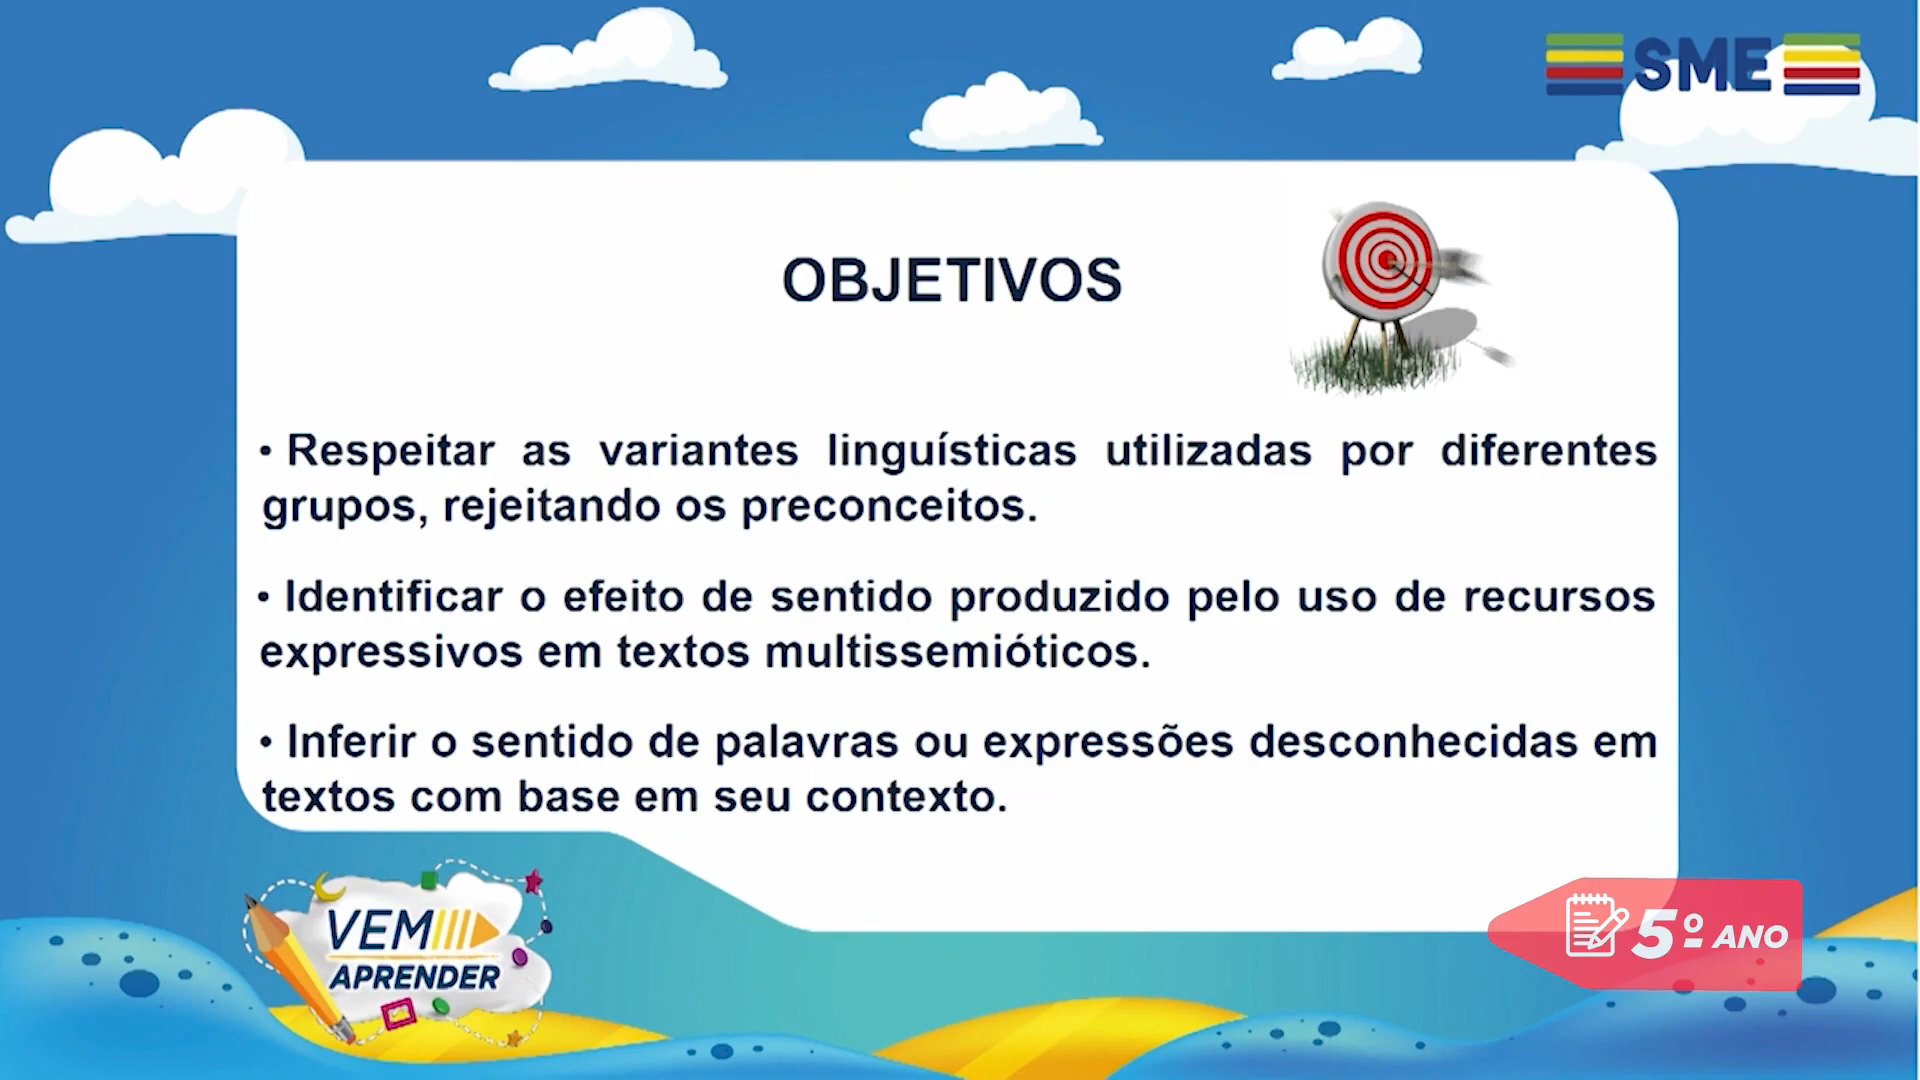 SME
OBJETIVOS
• Respeitar as variantes linguísticas utilizadas por diferentes
grupos, rejeitando os preconceitos.
• Identificar o efeito de sentido produzido pelo uso de recursos
expressivos em textos multissemióticos.
• Inferir o sentido de palavras ou expressões desconhecidas em
textos com base em seu contexto.
VEM
APRENDER
5º ANO